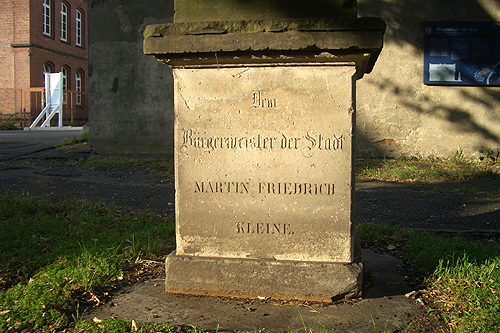 Dem
Bürgermeister der Stadt
MARTIN FRIEDRICH
KLEINE.